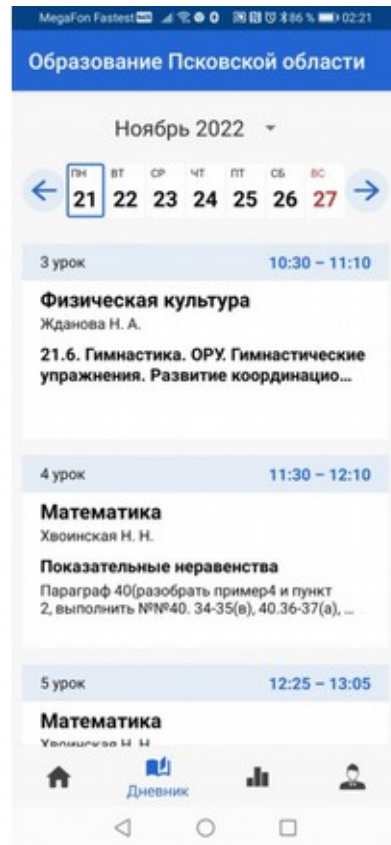 MegaFon Fastest HD 86 % 02:21
Образование Псковской области
Ноябрь 2022
ПН ВТ СР ЧТ ПТ СБ ВС
21 22 23 24 25 26 27
3 урок 10:30 – 11:10
Физическая культура
Жданова Н. А.
21.6. Гимнастика. ОРУ. Гимнастические
упражнения. Развитие координацио...
4 урок 11:30 – 12:10
Математика
Хвоинская Н. Н.
Показательные неравенства
Параграф 40(разобрать пример4 и пункт
2, выполнить №№40. 34-35(в), 40.36-37(а), ...
5 урок 12:25 – 13:05
Математика
Хвоинская Н. Н.
Дневник